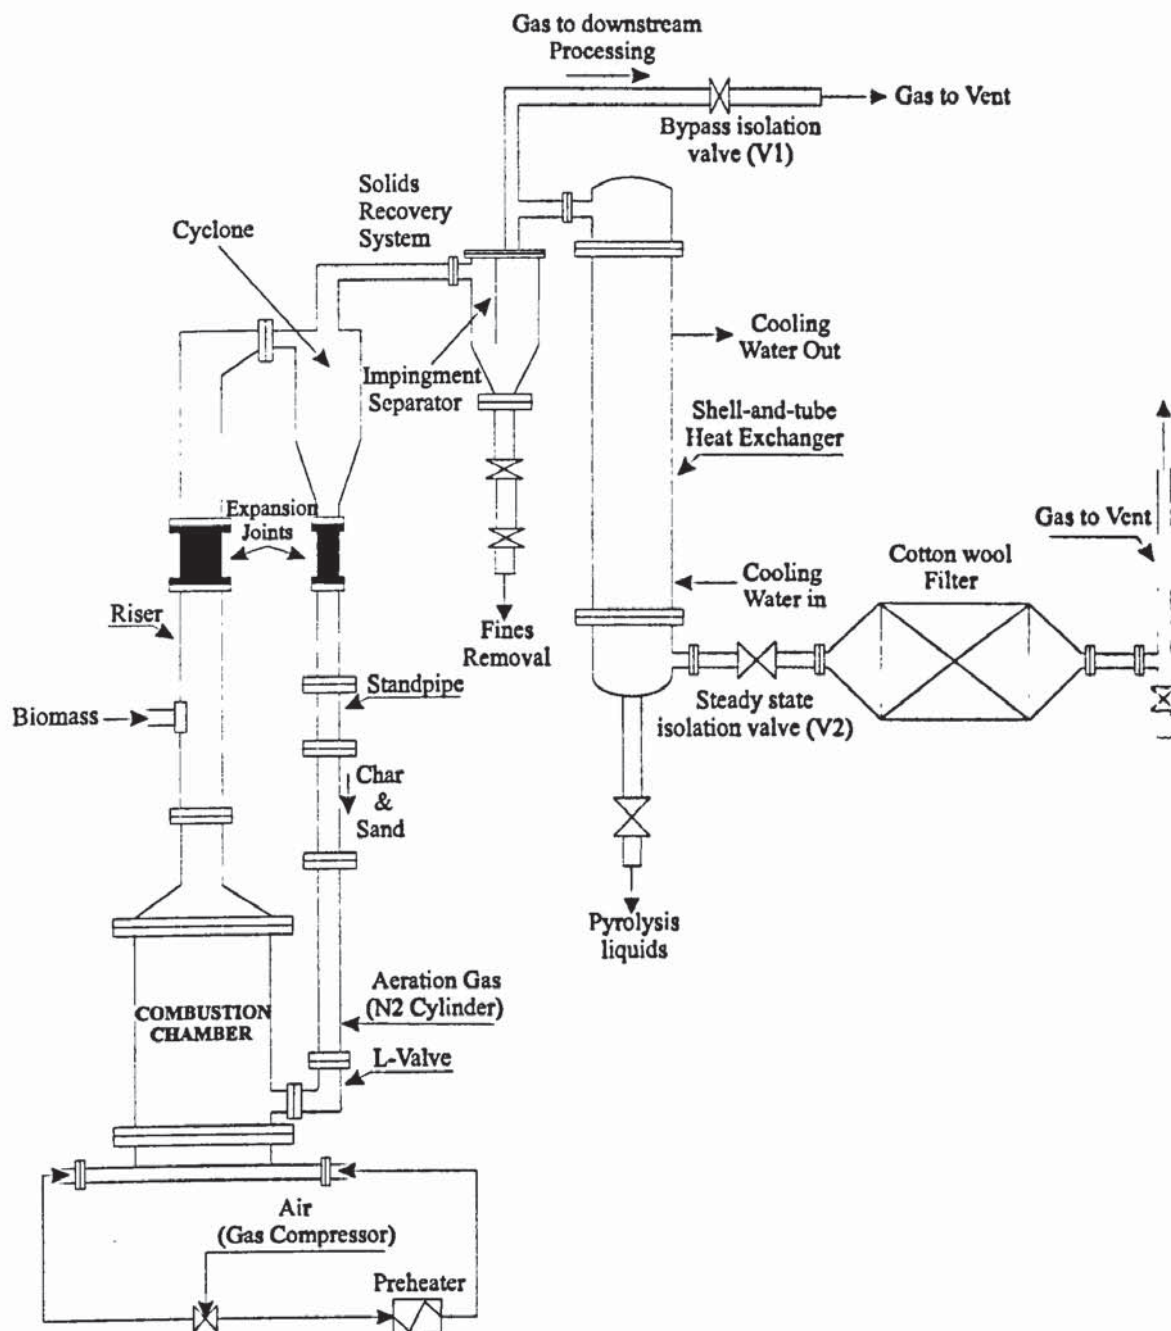 Gas to downstream
Processing
Gas to Vent
Bypass isolation
valve (V1)
Solids
Recovery
System
Cyclone
Cooling
Water Out
Impingment
Separator
Shell-and-tube
Heat Exchanger
Expansion
Joints
Gas to Vent
Cotton wool
Filter
Cooling
Water in
Riser
Fines
Removal
Standpipe
Steady state
isolation valve (V2)
Biomass
Char
&
Sand
Pyrolysis
liquids
Aeration Gas
(N2 Cylinder)
COMBUSTION
CHAMBER
L-Valve
Air
(Gas Compressor)
Preheater